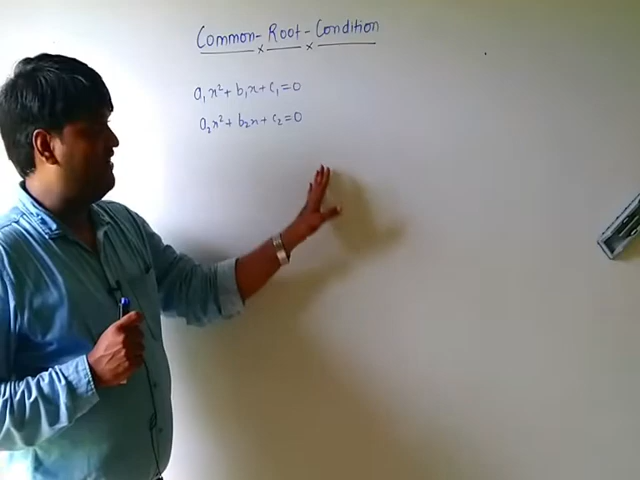 Common-Root-Condition
a₁x²+b₁x+c₁=0
a₂x²+b₂x+c₂=0